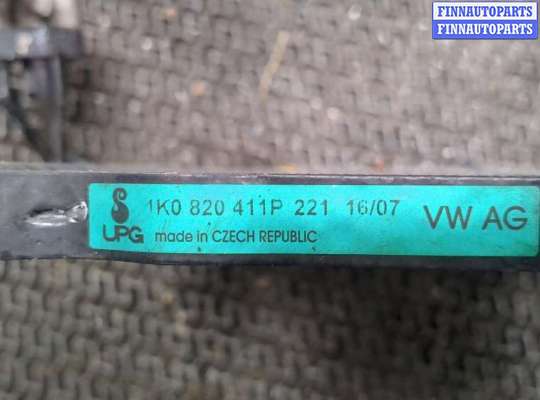 FINNAUTOPARTS
FINNAUTOPARTS
1K0 820 411P 221 16/07 VW AG
UPG made in CZECH REPUBLIC